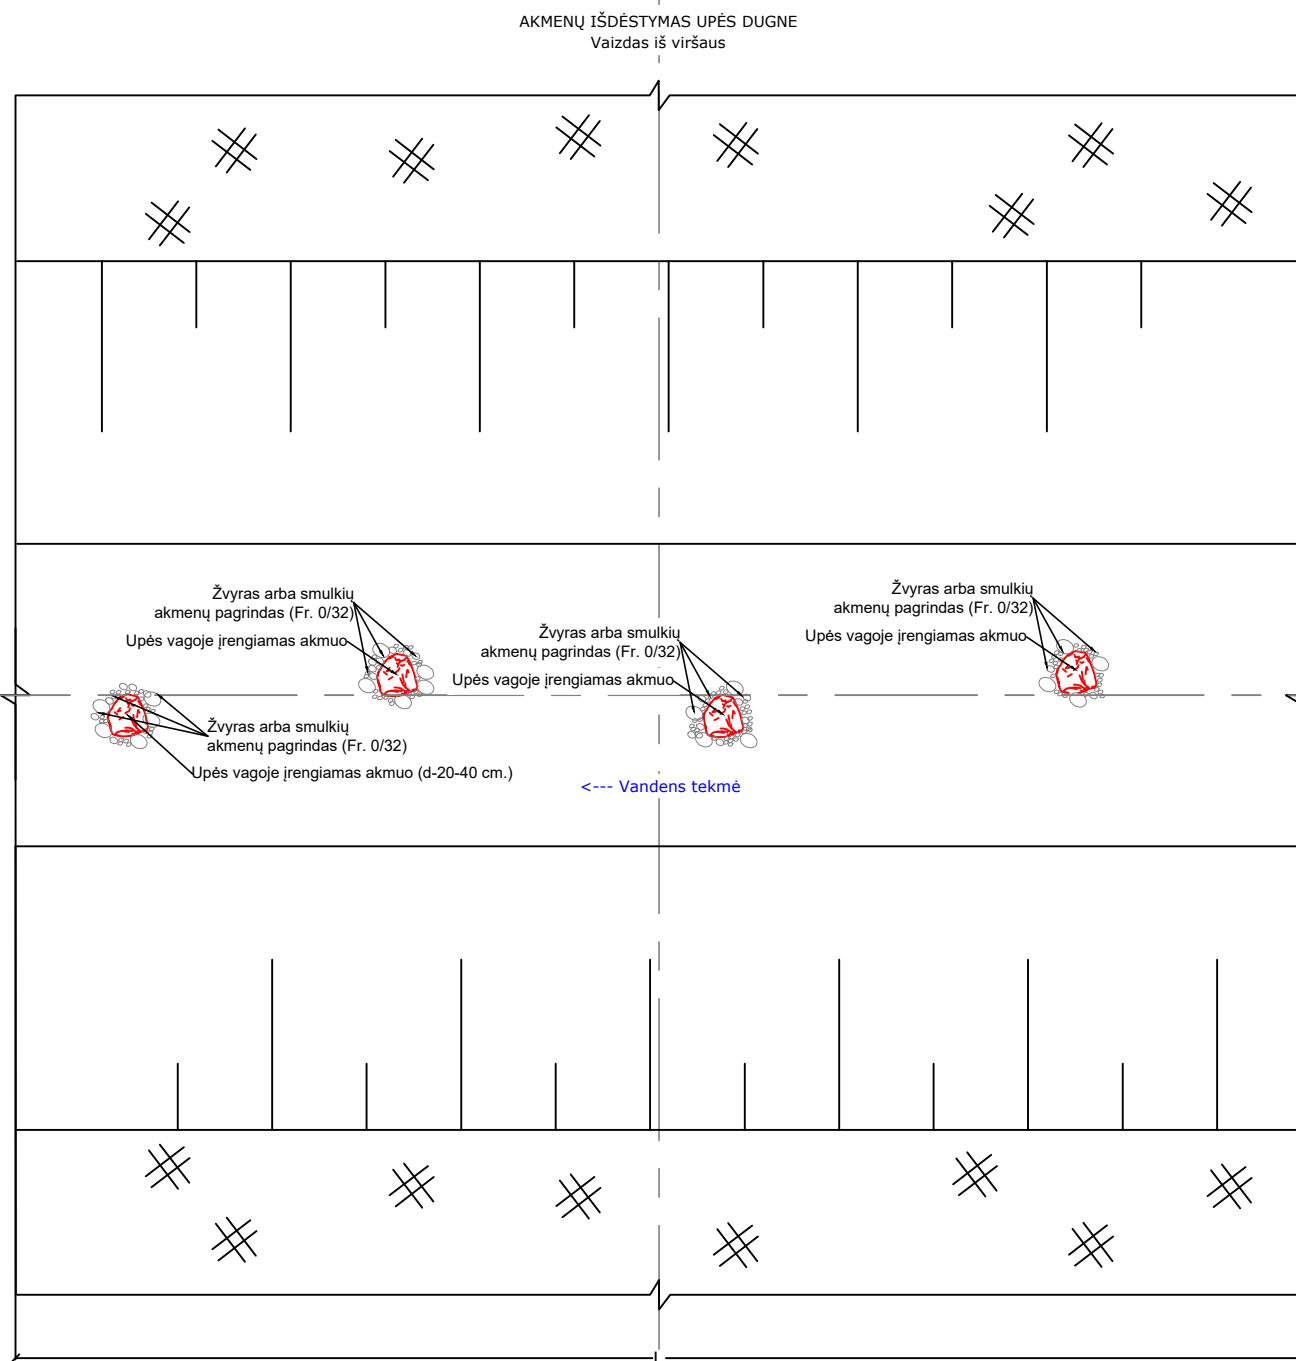 AKMENŲ IŠDĖSTYMAS UPĖS DUGNE
Vaizdas iš viršaus
Žvyras arba smulkių
akmenų pagrindas (Fr. 0/32)
Upės vagoje įrengiamas akmuo
Žvyras arba smulkių
akmenų pagrindas (Fr. 0/32)
Upės vagoje įrengiamas akmuo
Žvyras arba smulkių
akmenų pagrindas (Fr. 0/32)
Upės vagoje įrengiamas akmuo
Žvyras arba smulkių
akmenų pagrindas (Fr. 0/32)
Upės vagoje įrengiamas akmuo (d-20-40 cm.)
<--- Vandens tekmė